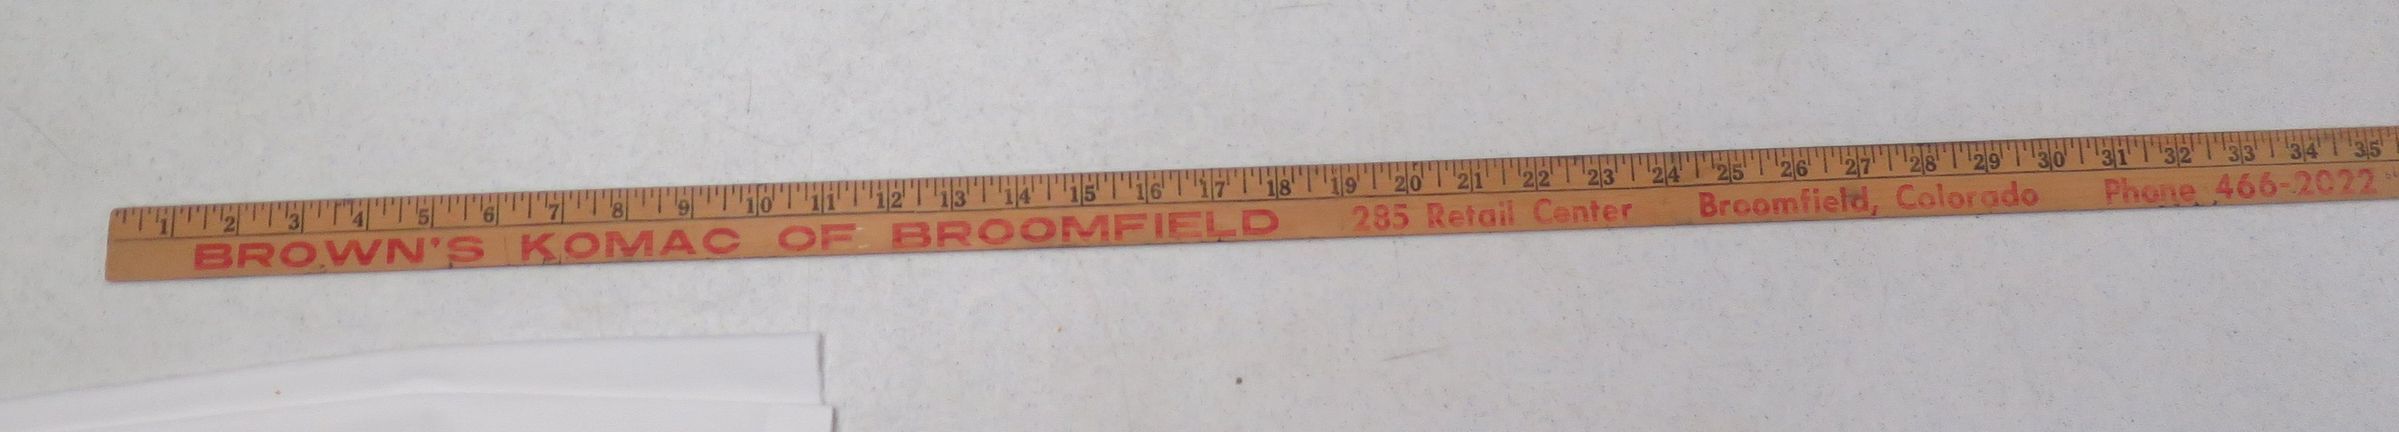 1 2 3 4 5 6 7 8 9 10 11 12 13 14 15 16 17 18 19 20 21 22 23 24 25 26 27 28 29 30 31 32 33 34 35
BROWN'S KOMAC OF BROOMFIELD 285 Retail Center Broomfield, Colorado Phone 466-2022